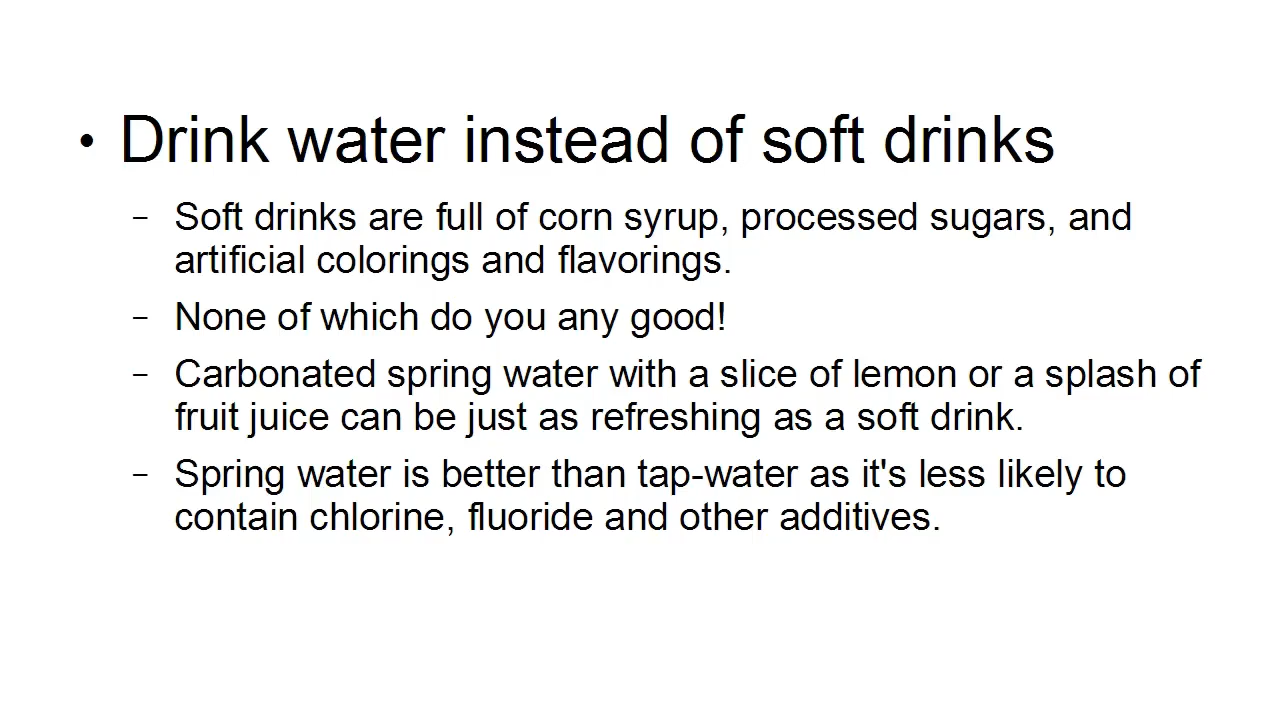 • Drink water instead of soft drinks
– Soft drinks are full of corn syrup, processed sugars, and
artificial colorings and flavorings.
– None of which do you any good!
– Carbonated spring water with a slice of lemon or a splash of
fruit juice can be just as refreshing as a soft drink.
– Spring water is better than tap-water as it's less likely to
contain chlorine, fluoride and other additives.